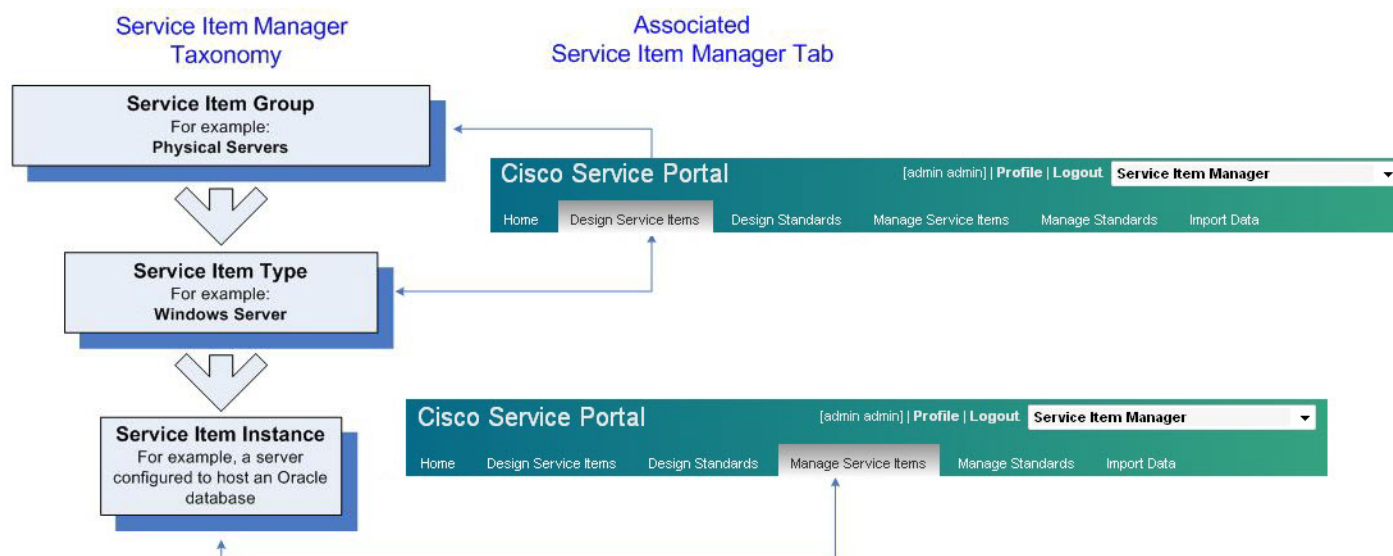 Service Item Manager
Taxonomy
Associated
Service Item Manager Tab
Service Item Group
For example:
Physical Servers
Cisco Service Portal
[admin admin] | Profile | Logout
Service Item Manager
Home
Design Service Items
Design Standards
Manage Service Items
Manage Standards
Import Data
Service Item Type
For example:
Windows Server
Service Item Instance
For example, a server
configured to host an Oracle
database
Cisco Service Portal
[admin admin] | Profile | Logout
Service Item Manager
Home
Design Service Items
Design Standards
Manage Service Items
Manage Standards
Import Data